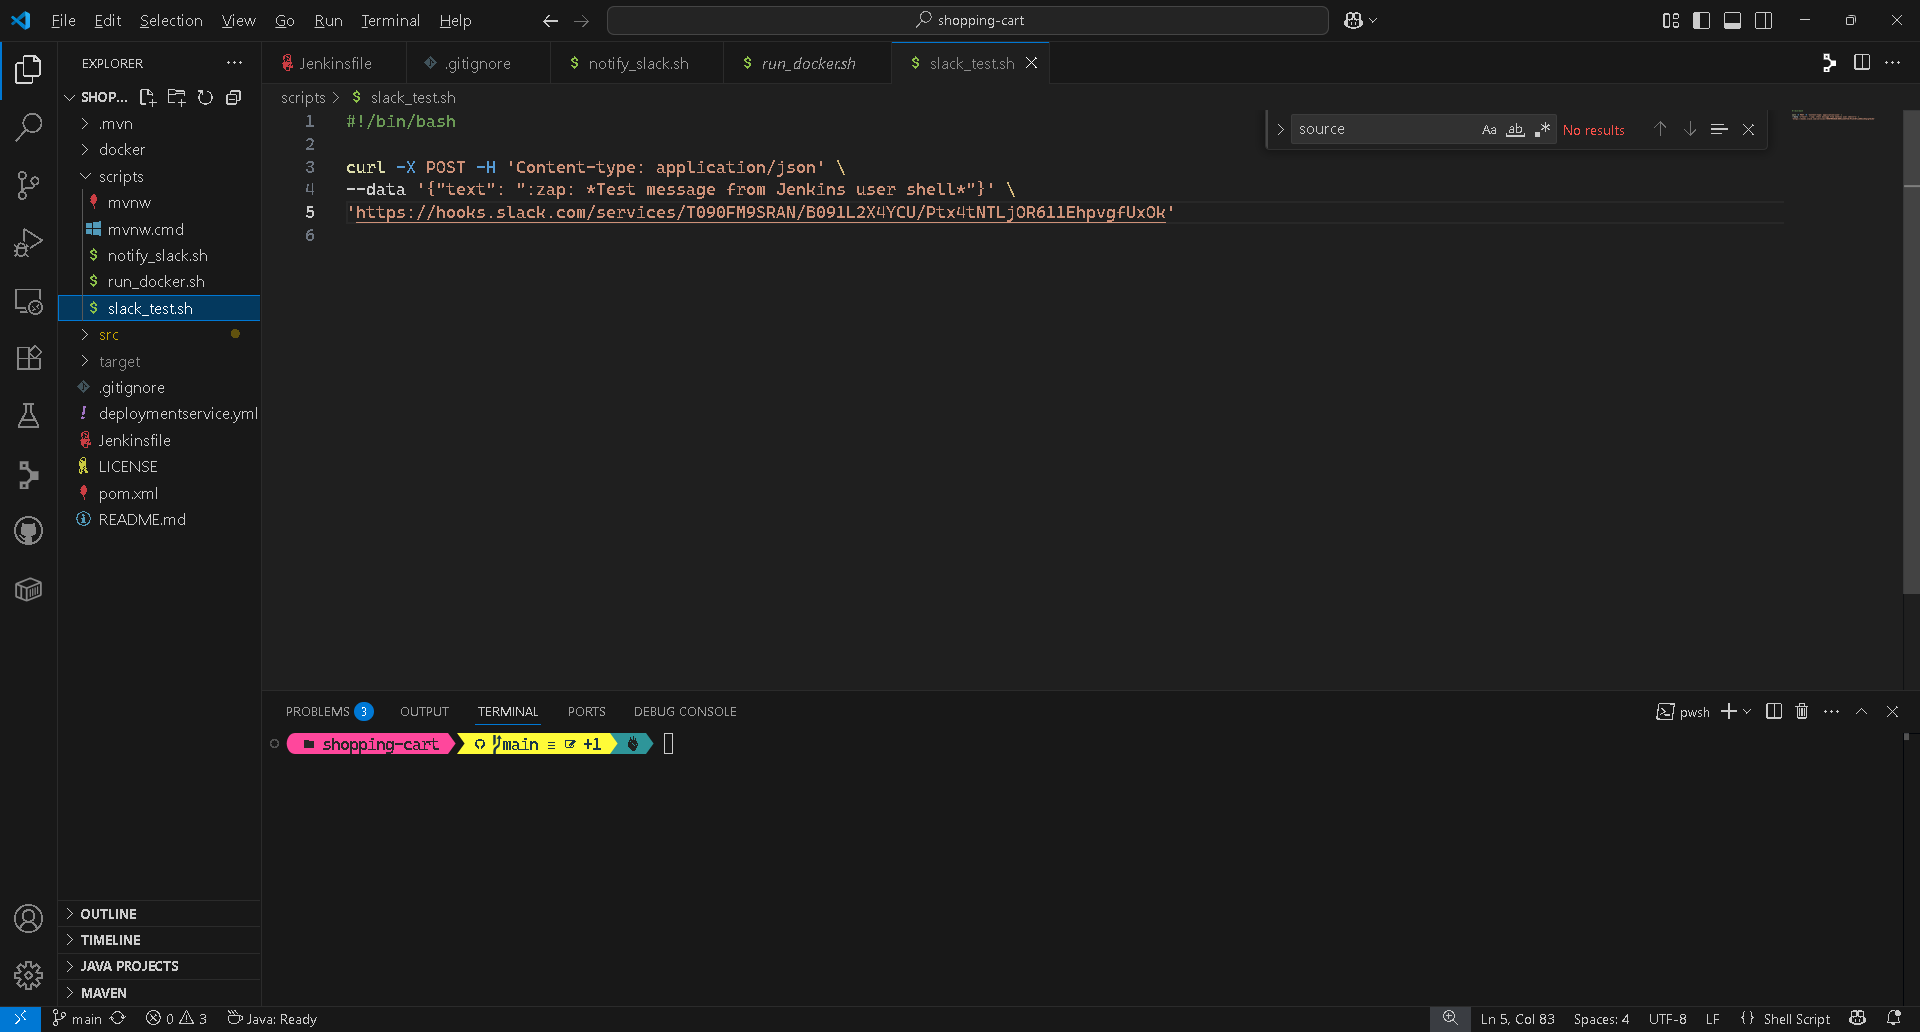 File Edit Selection View Go Run Terminal Help
shopping-cart
EXPLORER
Jenkinsfile
.gitignore
$ notify_slack.sh
$ run_docker.sh
$ slack_test.sh
SHOP...
scripts > $ slack_test.sh
.mvn
docker
scripts
mvnw
mvnw.cmd
$ notify_slack.sh
$ run_docker.sh
$ slack_test.sh
src
target
.gitignore
! deploymentservice.yml
Jenkinsfile
LICENSE
pom.xml
README.md
OUTLINE
TIMELINE
JAVA PROJECTS
MAVEN
1 #!/bin/bash
2
3 curl -X POST -H 'Content-type: application/json' \
4 --data '{"text": ":zap: *Test message from Jenkins user shell*"}' \
5 'https://hooks.slack.com/services/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'
6
source Aa ab .* No results
PROBLEMS 3 OUTPUT TERMINAL PORTS DEBUG CONSOLE
pwsh
shopping-cart main ≡ +1
main 0 3 Java: Ready
Ln 5, Col 83 Spaces: 4 UTF-8 LF {} Shell Script